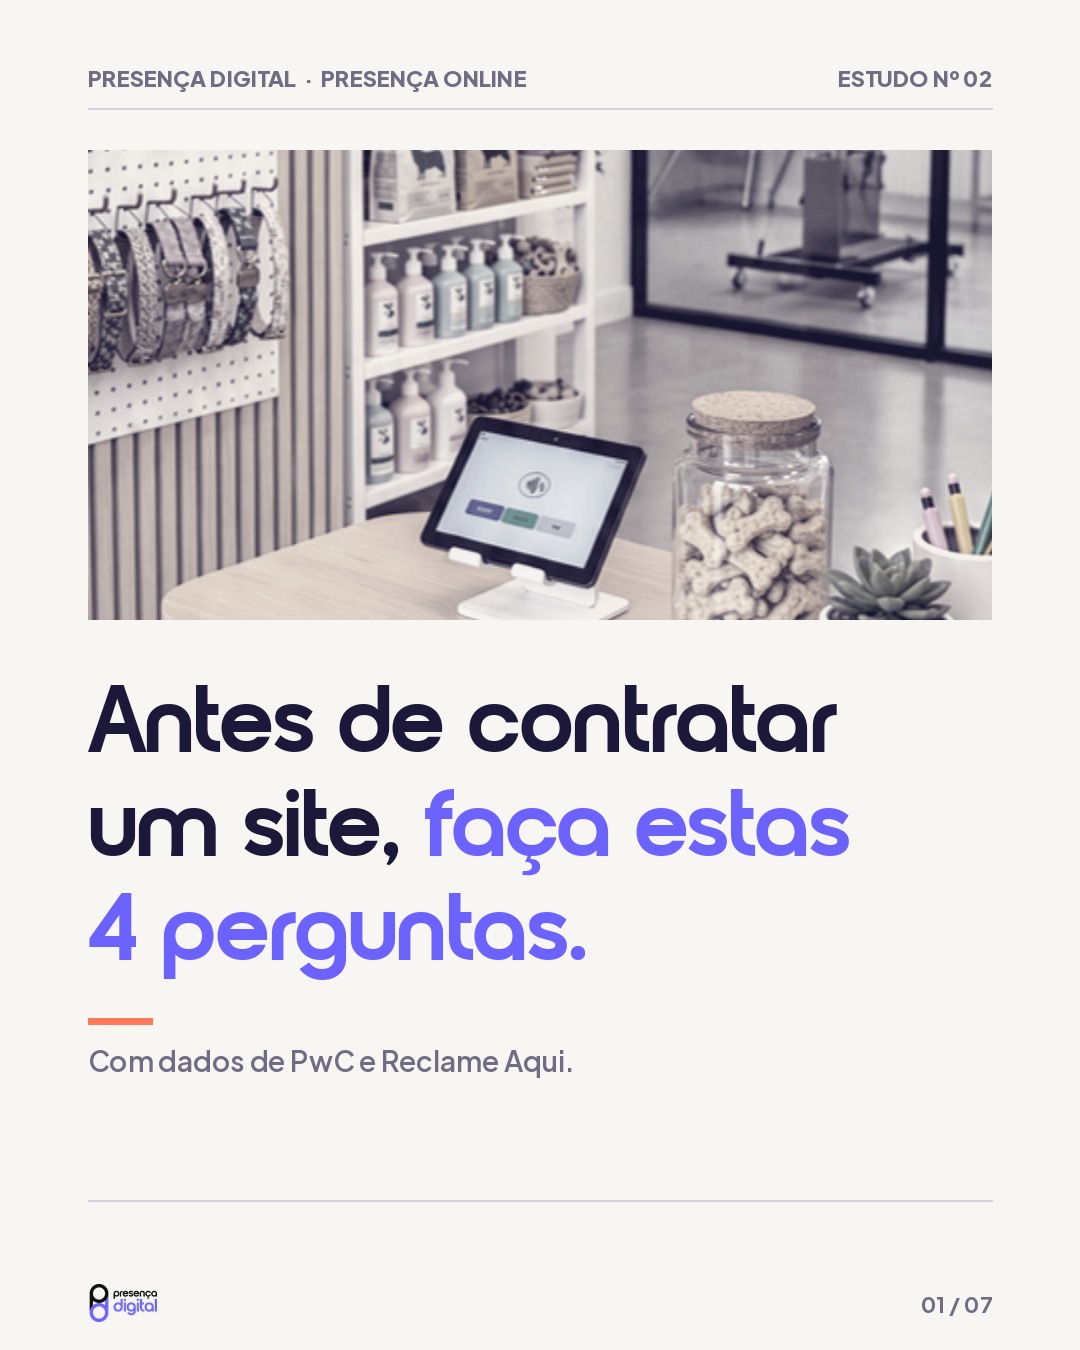 PRESENÇA DIGITAL · PRESENÇA ONLINE
ESTUDO Nº 02
Antes de contratar
um site, faça estas
4 perguntas.
Com dados de PwC e Reclame Aqui.
presença
digital
01 / 07